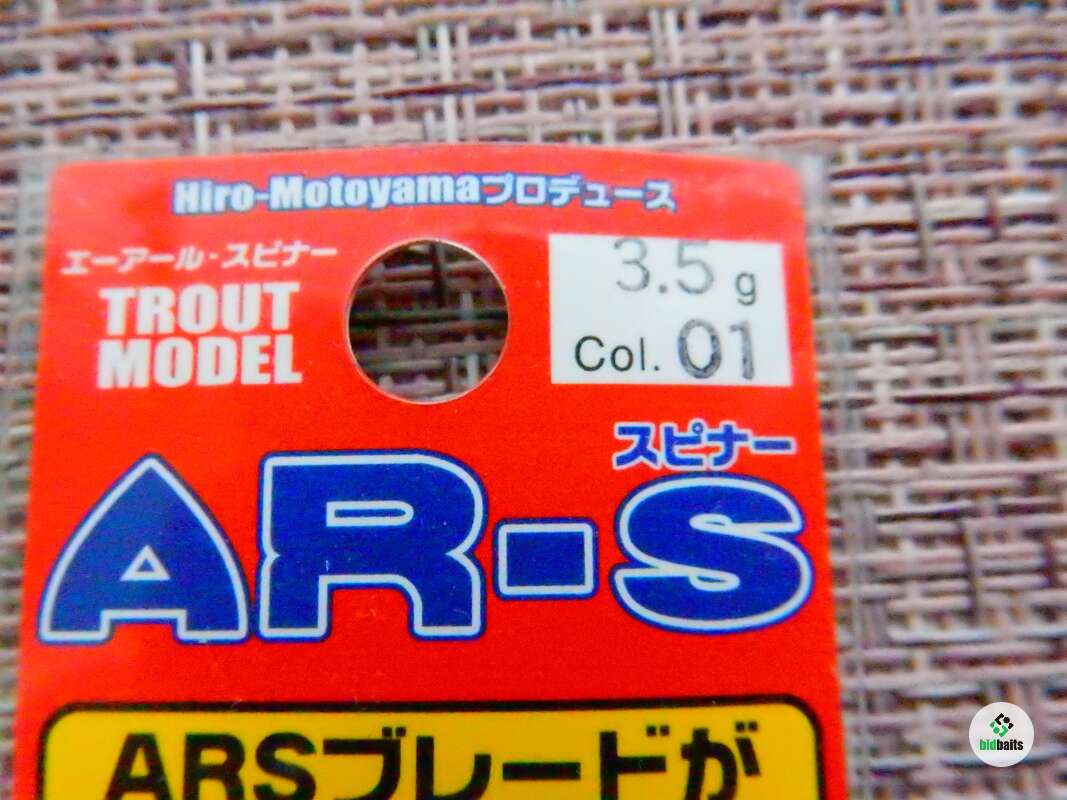 Hiro-Motoyamaプロデュース
エーアール・スピナー
TROUT
MODEL
3.5 g
Col. 01
スピナー
AR-S
ARSブレードが
bidbaits